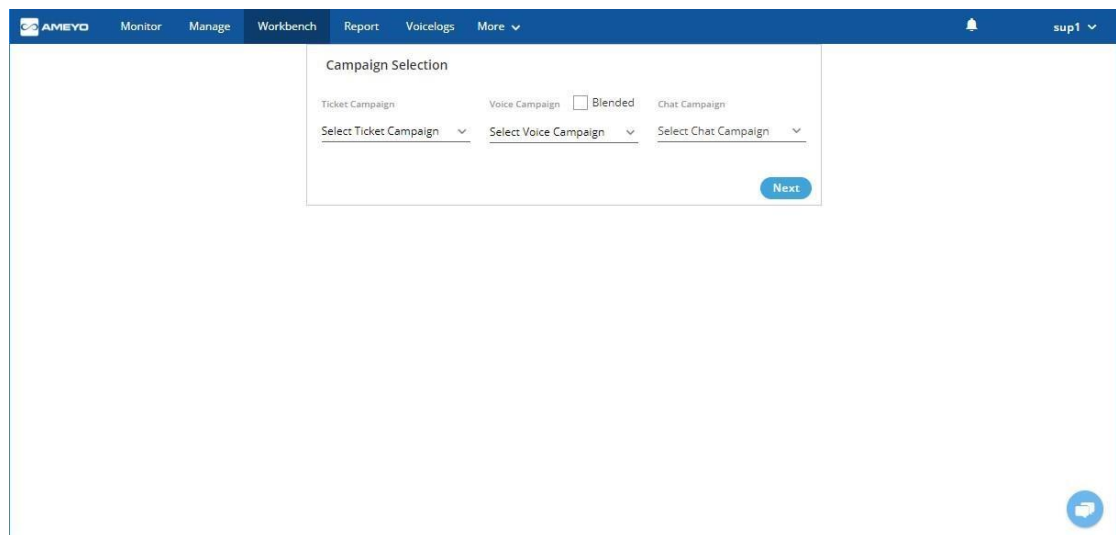 AMEYO Monitor Manage Workbench Report Voicelogs More sup1
Campaign Selection
Ticket Campaign Voice Campaign Blended Chat Campaign
Select Ticket Campaign Select Voice Campaign Select Chat Campaign
Next